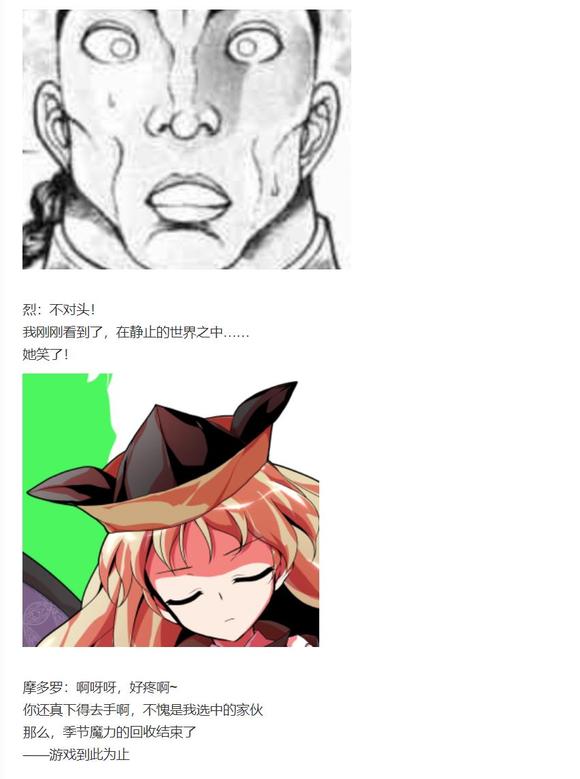 烈：不对头！
我刚刚看到了，在静止的世界之中……
她笑了！
摩多罗：啊呀呀，好疼啊~
你还真下得去手啊，不愧是我选中的家伙
那么，季节魔力的回收结束了
——游戏到此为止